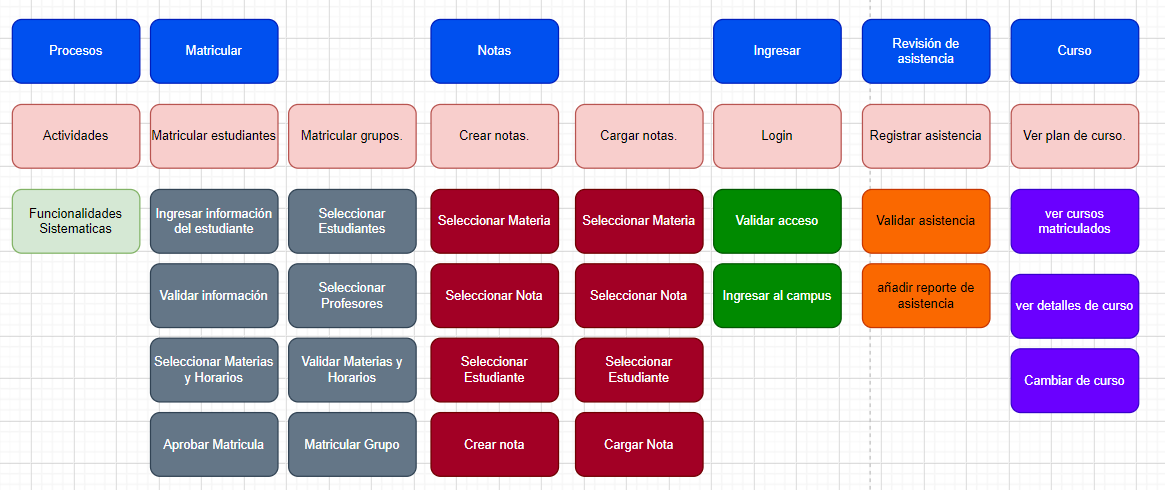 Procesos
Matricular
Notas
Ingresar
Revisión de
asistencia
Curso
Actividades
Matricular estudiantes
Matricular grupos.
Crear notas.
Cargar notas.
Login
Registrar asistencia
Ver plan de curso.
Funcionalidades
Sistematicas
Ingresar información
del estudiante
Seleccionar
Estudiantes
Seleccionar Materia
Seleccionar Materia
Validar acceso
Validar asistencia
ver cursos
matriculados
Validar información
Seleccionar
Profesores
Seleccionar Nota
Seleccionar Nota
Ingresar al campus
añadir reporte de
asistencia
ver detalles de curso
Seleccionar Materias
y Horarios
Validar Materias y
Horarios
Seleccionar
Estudiante
Seleccionar
Estudiante
Cambiar de curso
Aprobar Matricula
Matricular Grupo
Crear nota
Cargar Nota